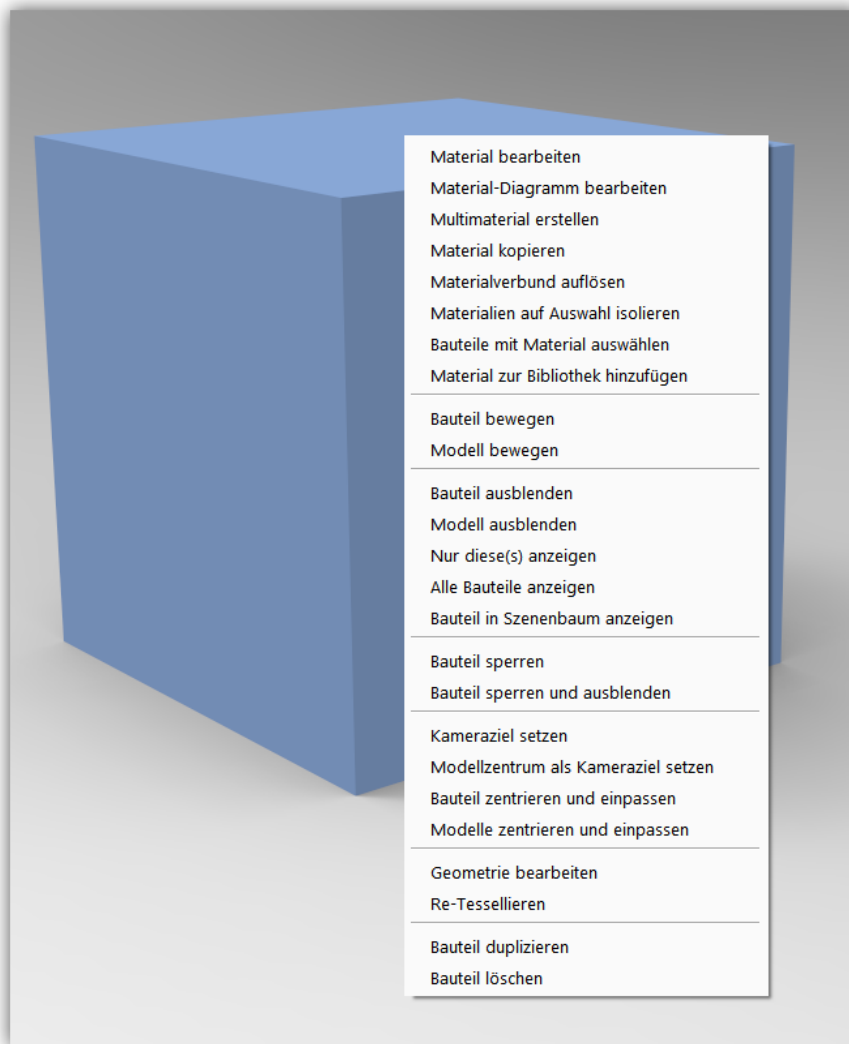 Material bearbeiten
Material-Diagramm bearbeiten
Multimaterial erstellen
Material kopieren
Materialverbund auflösen
Materialien auf Auswahl isolieren
Bauteile mit Material auswählen
Material zur Bibliothek hinzufügen
Bauteil bewegen
Modell bewegen
Bauteil ausblenden
Modell ausblenden
Nur diese(s) anzeigen
Alle Bauteile anzeigen
Bauteil in Szenenbaum anzeigen
Bauteil sperren
Bauteil sperren und ausblenden
Kameraziel setzen
Modellzentrum als Kameraziel setzen
Bauteil zentrieren und einpassen
Modelle zentrieren und einpassen
Geometrie bearbeiten
Re-Tessellieren
Bauteil duplizieren
Bauteil löschen